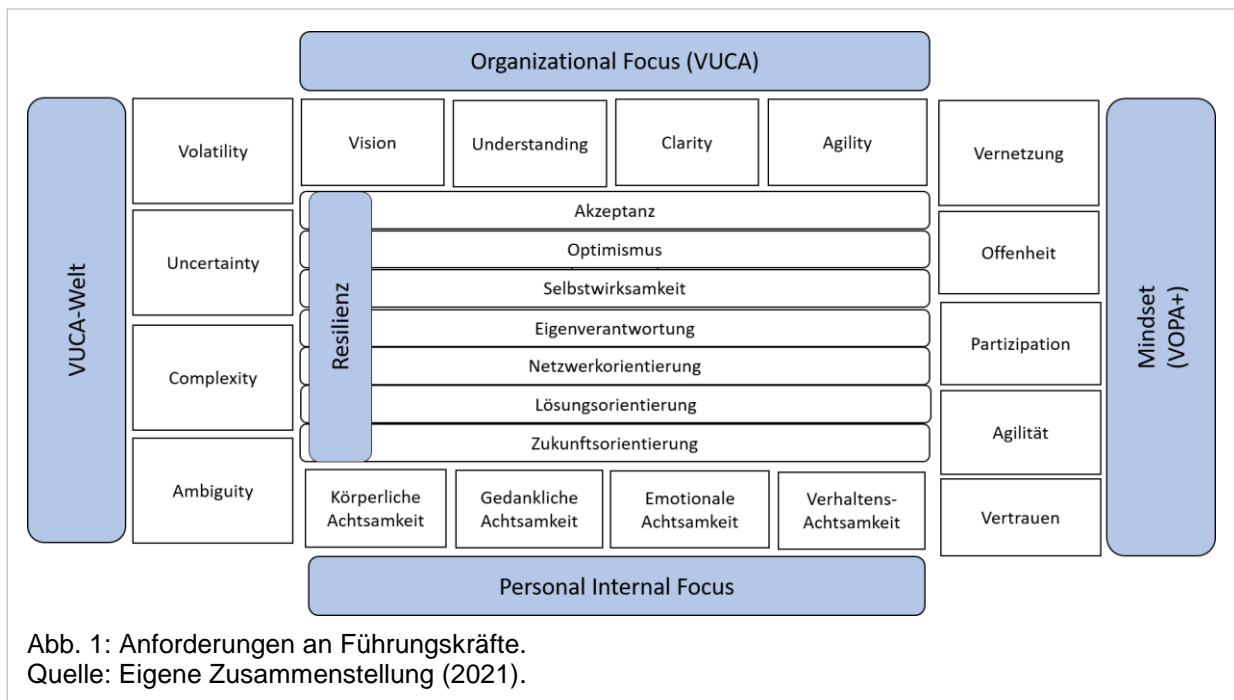 Organizational Focus (VUCA)
VUCA-Welt
Volatility
Uncertainty
Complexity
Ambiguity
Vision
Understanding
Clarity
Agility
Resilienz
Akzeptanz
Optimismus
Selbstwirksamkeit
Eigenverantwortung
Netzwerkorientierung
Lösungsorientierung
Zukunftsorientierung
Körperliche
Achtsamkeit
Gedankliche
Achtsamkeit
Emotionale
Achtsamkeit
Verhaltens-
Achtsamkeit
Vernetzung
Offenheit
Partizipation
Agilität
Vertrauen
Mindset
(VOPA+)
Personal Internal Focus
Abb. 1: Anforderungen an Führungskräfte.
Quelle: Eigene Zusammenstellung (2021).